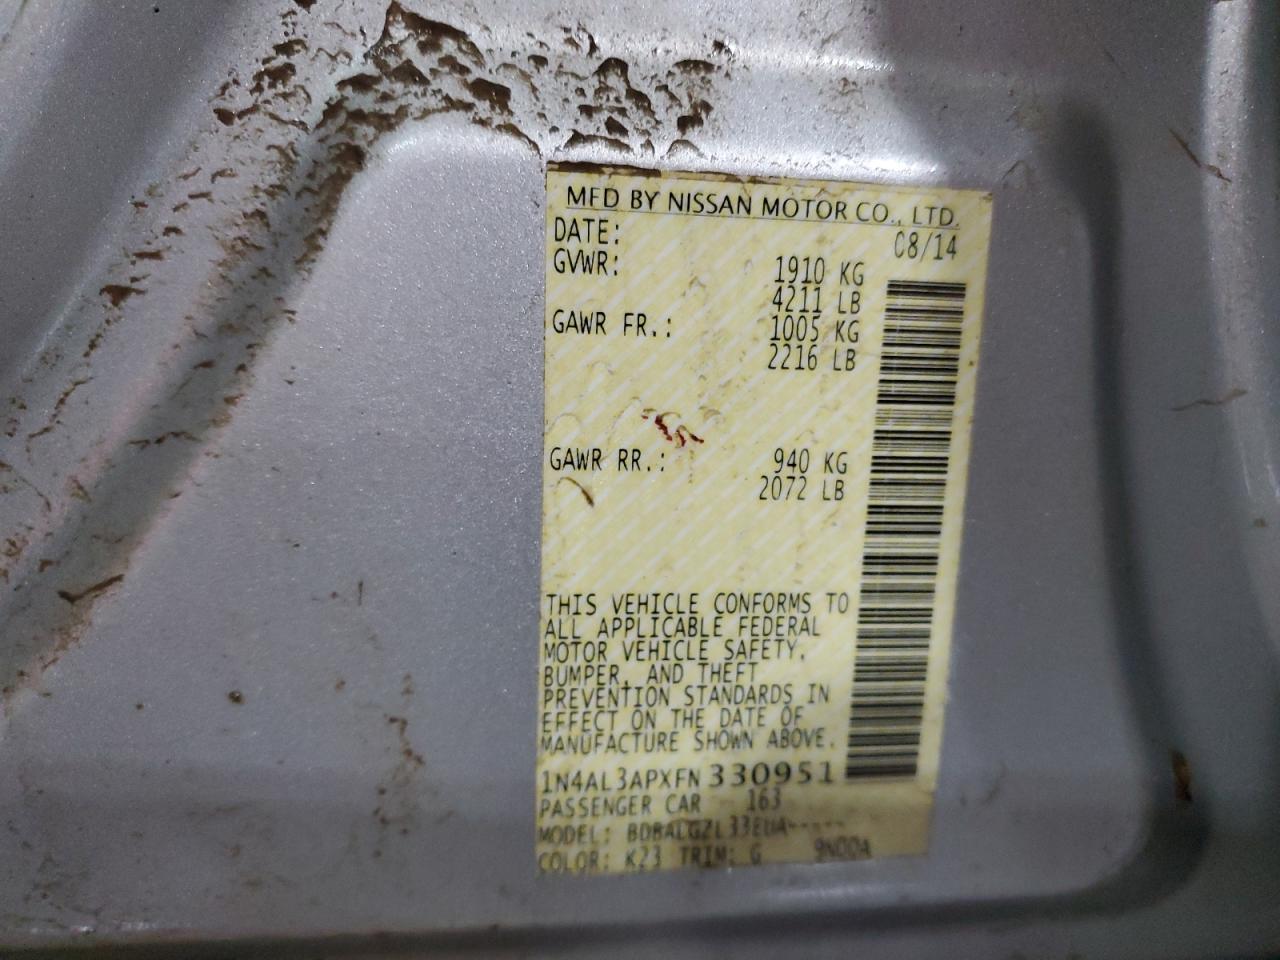 MFD BY NISSAN MOTOR CO., LTD.
DATE: 08/14
GVWR: 1910 KG
4211 LB
GAWR FR.: 1005 KG
2216 LB
GAWR RR.: 940 KG
2072 LB
THIS VEHICLE CONFORMS TO
ALL APPLICABLE FEDERAL
MOTOR VEHICLE SAFETY,
BUMPER, AND THEFT
PREVENTION STANDARDS IN
EFFECT ON THE DATE OF
MANUFACTURE SHOWN ABOVE.
1N4AL3APXFN330951
PASSENGER CAR 163
MODEL:
COLOR: K23 TRIM: G